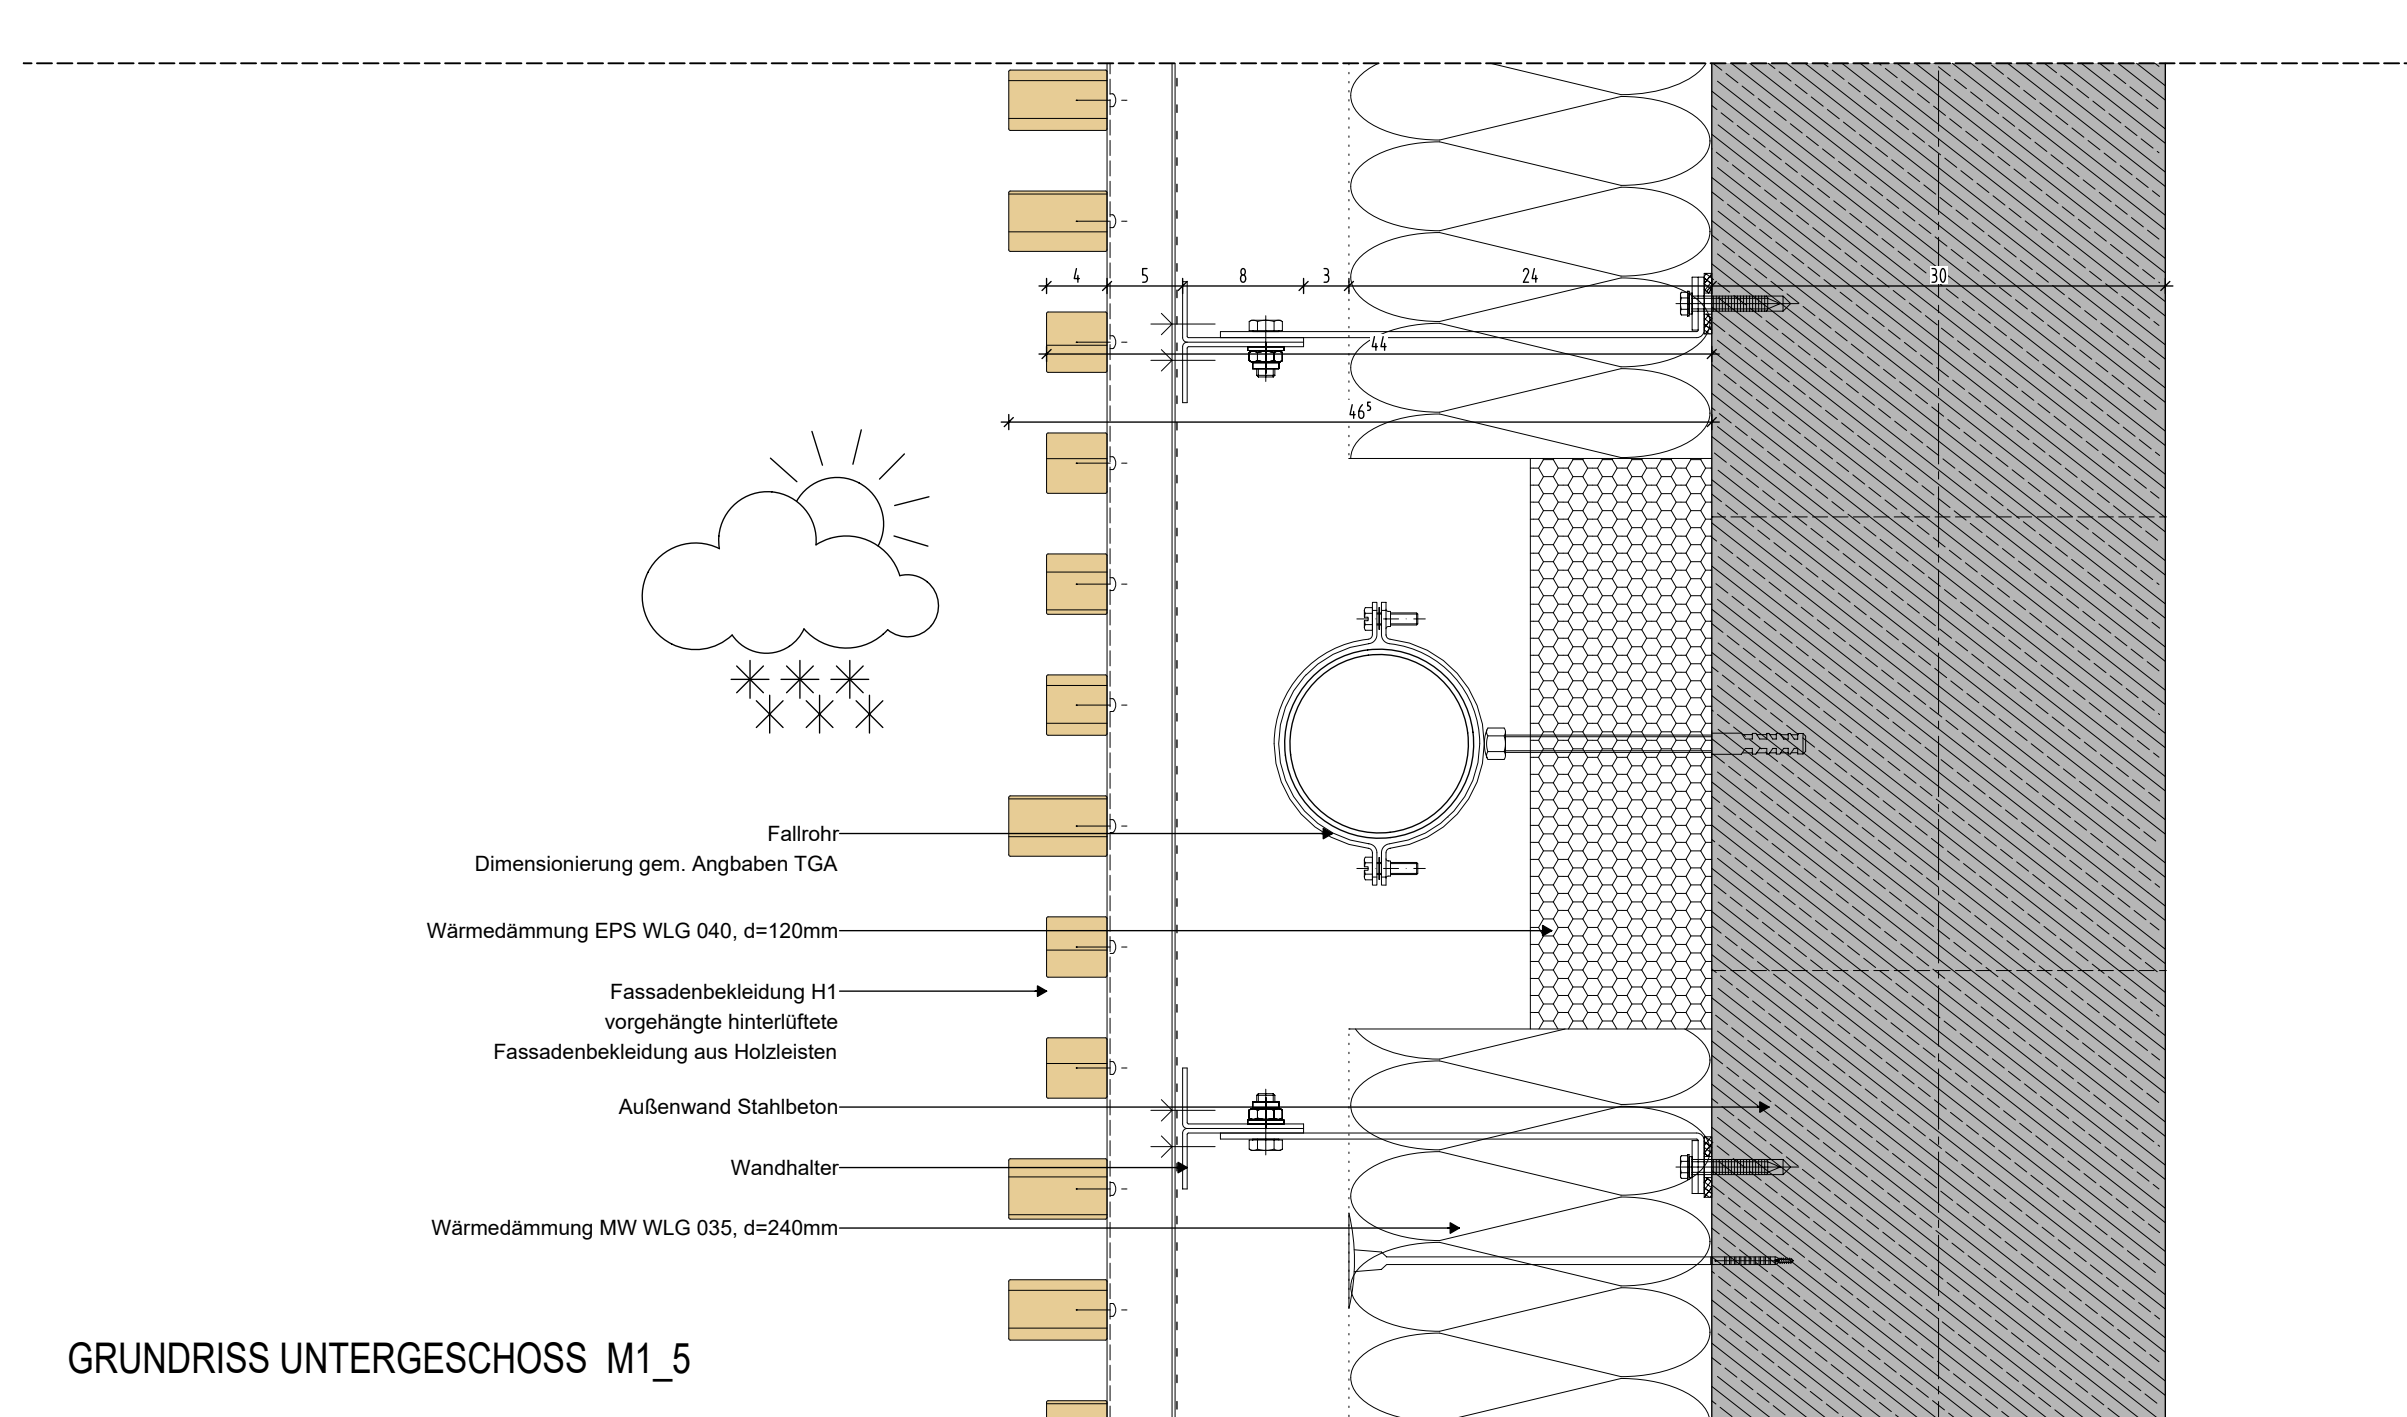 4 5 8 3 24 30
44
46⁵
Fallrohr
Dimensionierung gem. Angbaben TGA
Wärmedämmung EPS WLG 040, d=120mm
Fassadenbekleidung H1
vorgehängte hinterlüftete
Fassadenbekleidung aus Holzleisten
Außenwand Stahlbeton
Wandhalter
Wärmedämmung MW WLG 035, d=240mm
GRUNDRISS UNTERGESCHOSS M1_5